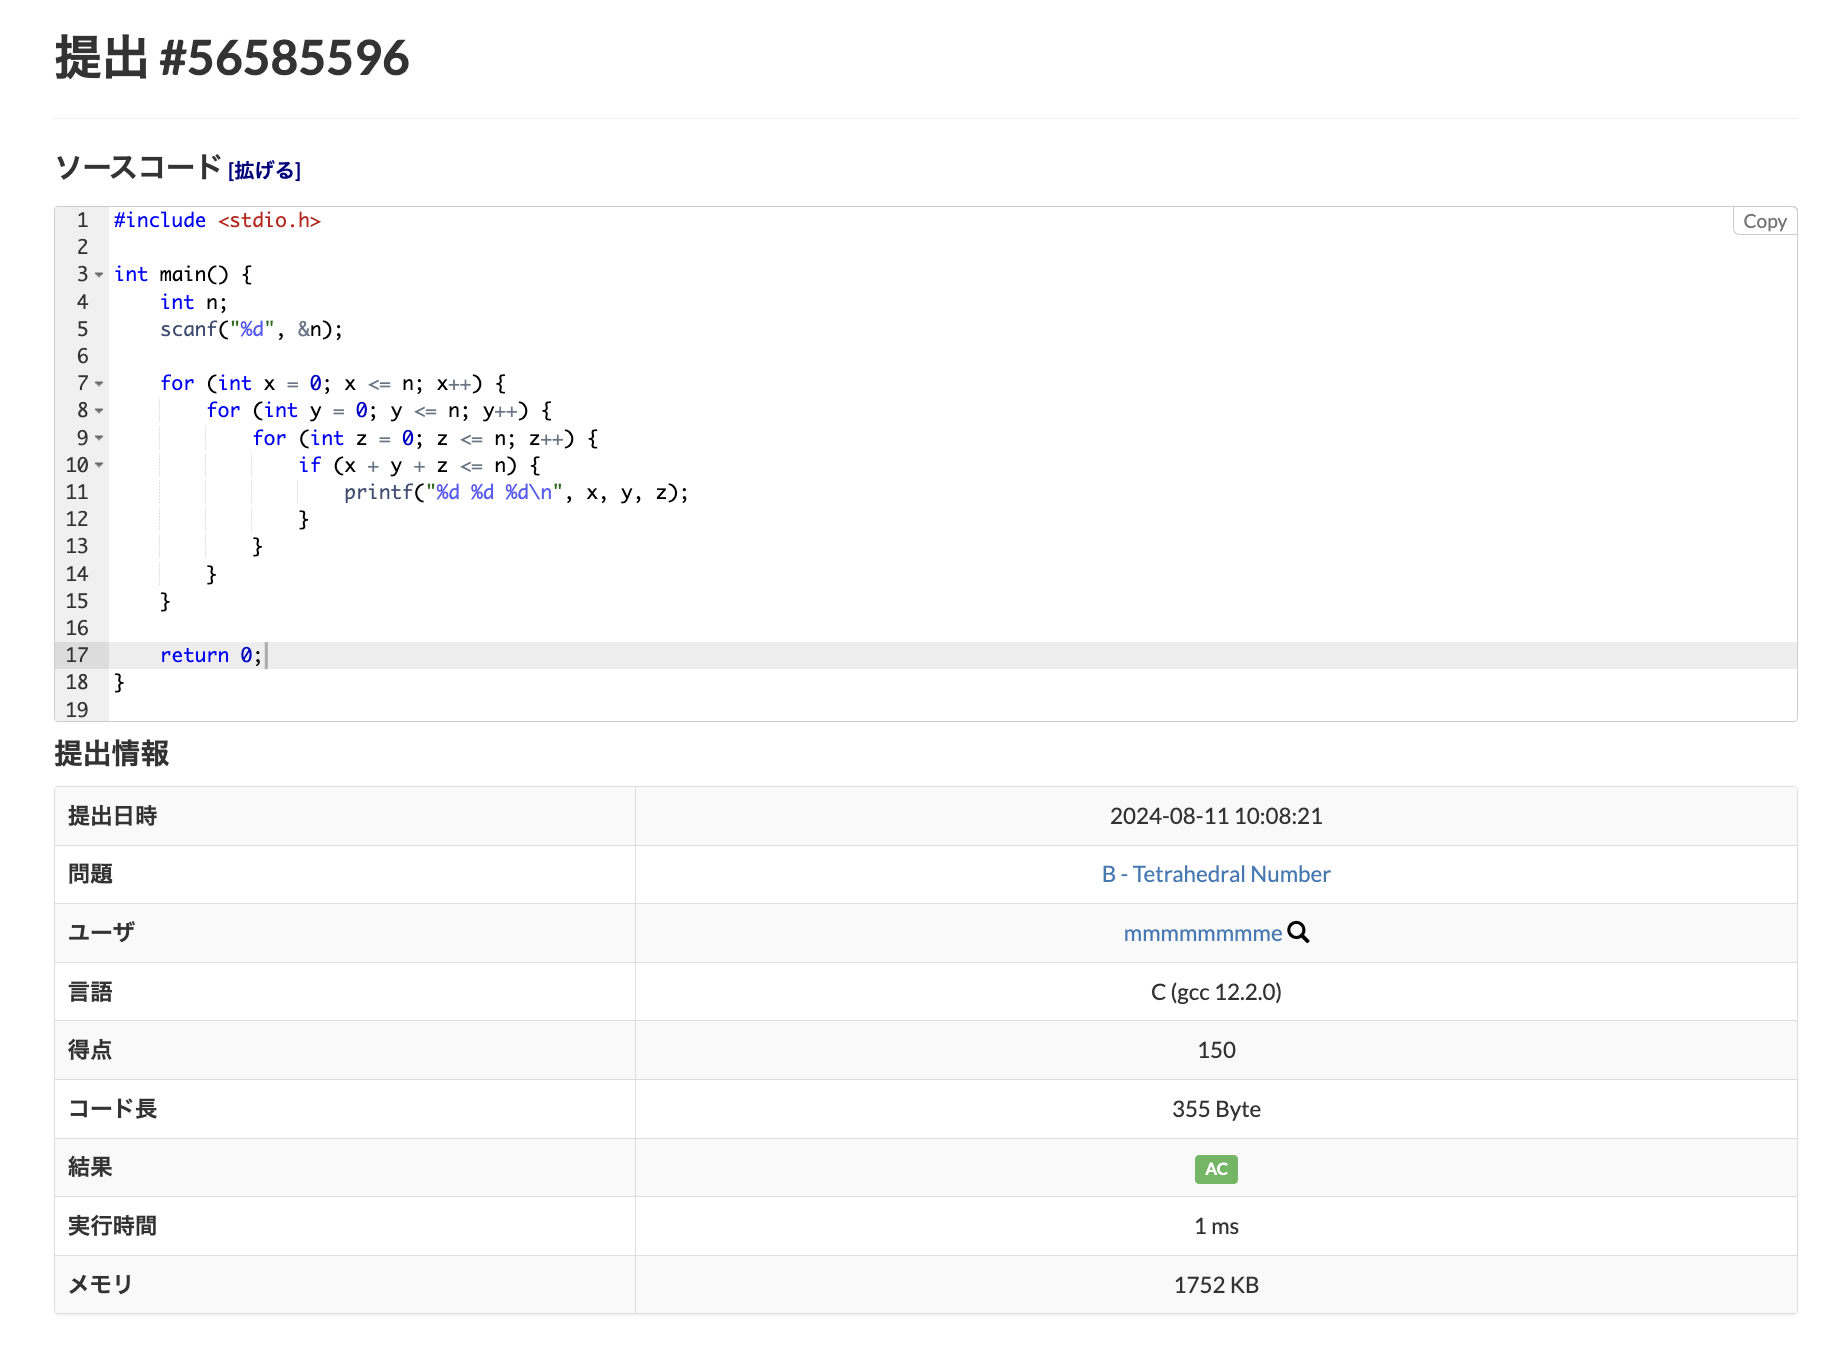 提出 #56585596
ソースコード [拡げる]
Copy
1 #include <stdio.h>
2
3 int main() {
4     int n;
5     scanf("%d", &n);
6
7     for (int x = 0; x <= n; x++) {
8         for (int y = 0; y <= n; y++) {
9             for (int z = 0; z <= n; z++) {
10                 if (x + y + z <= n) {
11                     printf("%d %d %d\n", x, y, z);
12                 }
13             }
14         }
15     }
16
17     return 0;
18 }
19
提出情報
提出日時 2024-08-11 10:08:21
問題 B - Tetrahedral Number
ユーザ mmmmmmmme
言語 C (gcc 12.2.0)
得点 150
コード長 355 Byte
結果 AC
実行時間 1 ms
メモリ 1752 KB